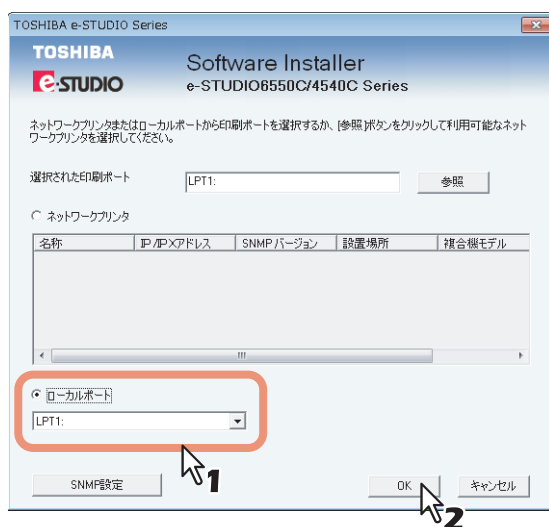 TOSHIBA e-STUDIO Series
TOSHIBA
e-STUDIO
Software Installer
e-STUDIO6550C/4540C Series
ネットワークプリンタまたはローカルポートから印刷ポートを選択するか、[参照]ボタンをクリックして利用可能なネット
ワークプリンタを選択してください。
選択された印刷ポート LPT1: 参照
ネットワークプリンタ
名称 IP/IPXアドレス SNMPバージョン 設置場所 複合機モデル
ローカルポート
LPT1:
1
SNMP設定 OK キャンセル
2